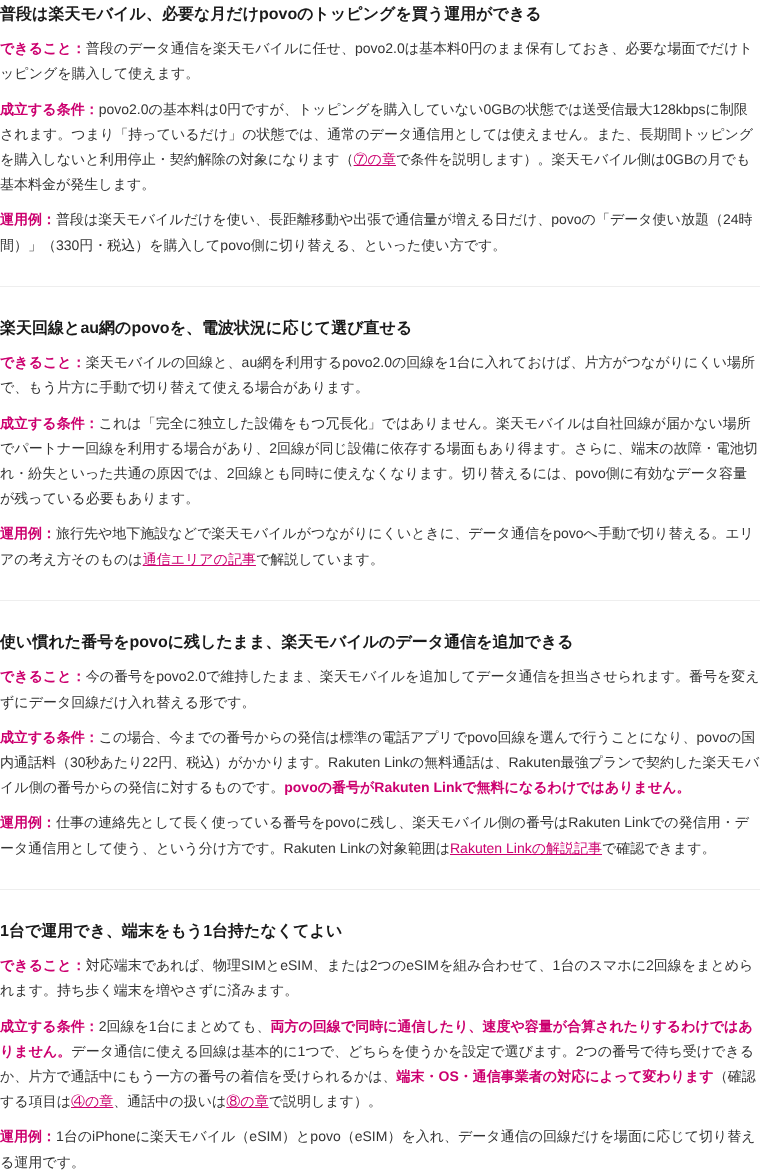 普段は楽天モバイル、必要な月だけpovoのトッピングを買う運用ができる
できること：普段のデータ通信を楽天モバイルに任せ、povo2.0は基本料0円のまま保有しておき、必要な場面でだけト
ッピングを購入して使えます。
成立する条件：povo2.0の基本料は0円ですが、トッピングを購入していない0GBの状態では送受信最大128kbpsに制限
されます。つまり「持っているだけ」の状態では、通常のデータ通信用としては使えません。また、長期間トッピング
を購入しないと利用停止・契約解除の対象になります（⑦の章で条件を説明します）。楽天モバイル側は0GBの月でも
基本料金が発生します。
運用例：普段は楽天モバイルだけを使い、長距離移動や出張で通信量が増える日だけ、povoの「データ使い放題（24時
間）」（330円・税込）を購入してpovo側に切り替える、といった使い方です。
楽天回線とau網のpovoを、電波状況に応じて選び直せる
できること：楽天モバイルの回線と、au網を利用するpovo2.0の回線を1台に入れておけば、片方がつながりにくい場所
で、もう片方に手動で切り替えて使える場合があります。
成立する条件：これは「完全に独立した設備をもつ冗長化」ではありません。楽天モバイルは自社回線が届かない場所
でパートナー回線を利用する場合があり、2回線が同じ設備に依存する場面もあり得ます。さらに、端末の故障・電池切
れ・紛失といった共通の原因では、2回線とも同時に使えなくなります。切り替えるには、povo側に有効なデータ容量
が残っている必要もあります。
運用例：旅行先や地下施設などで楽天モバイルがつながりにくいときに、データ通信をpovoへ手動で切り替える。エリ
アの考え方そのものは通信エリアの記事で解説しています。
使い慣れた番号をpovoに残したまま、楽天モバイルのデータ通信を追加できる
できること：今の番号をpovo2.0で維持したまま、楽天モバイルを追加してデータ通信を担当させられます。番号を変え
ずにデータ回線だけ入れ替える形です。
成立する条件：この場合、今までの番号からの発信は標準の電話アプリでpovo回線を選んで行うことになり、povoの国
内通話料（30秒あたり22円、税込）がかかります。Rakuten Linkの無料通話は、Rakuten最強プランで契約した楽天モバ
イル側の番号からの発信に対するものです。povoの番号がRakuten Linkで無料になるわけではありません。
運用例：仕事の連絡先として長く使っている番号をpovoに残し、楽天モバイル側の番号はRakuten Linkでの発信用・デ
ータ通信用として使う、という分け方です。Rakuten Linkの対象範囲はRakuten Linkの解説記事で確認できます。
1台で運用でき、端末をもう1台持たなくてよい
できること：対応端末であれば、物理SIMとeSIM、または2つのeSIMを組み合わせて、1台のスマホに2回線をまとめら
れます。持ち歩く端末を増やさずに済みます。
成立する条件：2回線を1台にまとめても、両方の回線で同時に通信したり、速度や容量が合算されたりするわけではあ
りません。データ通信に使える回線は基本的に1つで、どちらを使うかを設定で選びます。2つの番号で待ち受けできる
か、片方で通話中にもう一方の番号の着信を受けられるかは、端末・OS・通信事業者の対応によって変わります（確認
する項目は④の章、通話中の扱いは⑧の章で説明します）。
運用例：1台のiPhoneに楽天モバイル（eSIM）とpovo（eSIM）を入れ、データ通信の回線だけを場面に応じて切り替え
る運用です。